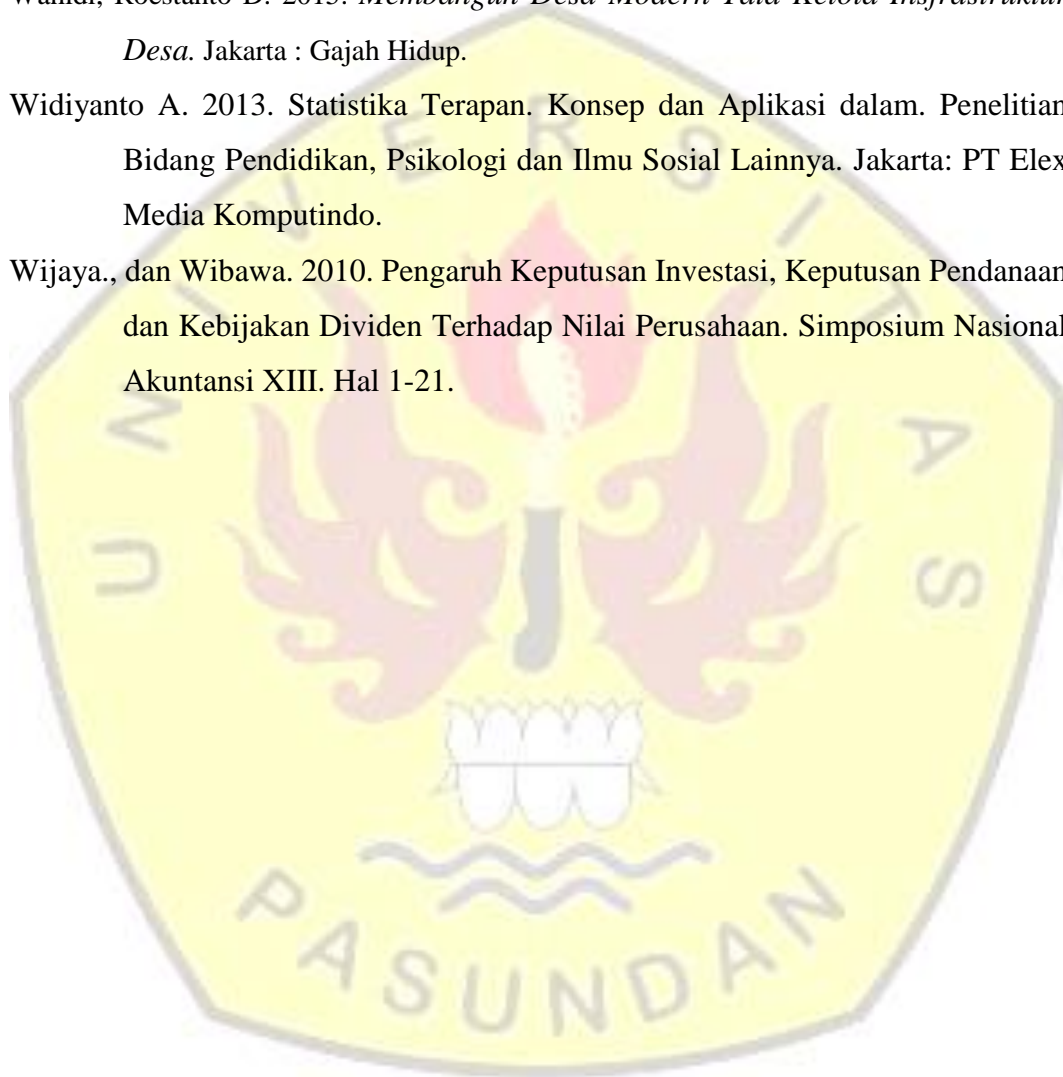 Desa. Jakarta : Gajah Hidup.
Widiyanto A. 2013. Statistika Terapan. Konsep dan Aplikasi dalam. Penelitian
Bidang Pendidikan, Psikologi dan Ilmu Sosial Lainnya. Jakarta: PT Elex
Media Komputindo.
Wijaya., dan Wibawa. 2010. Pengaruh Keputusan Investasi, Keputusan Pendanaan
dan Kebijakan Dividen Terhadap Nilai Perusahaan. Simposium Nasional
Akuntansi XIII. Hal 1-21.
UNIVERSITAS
PASUNDAN